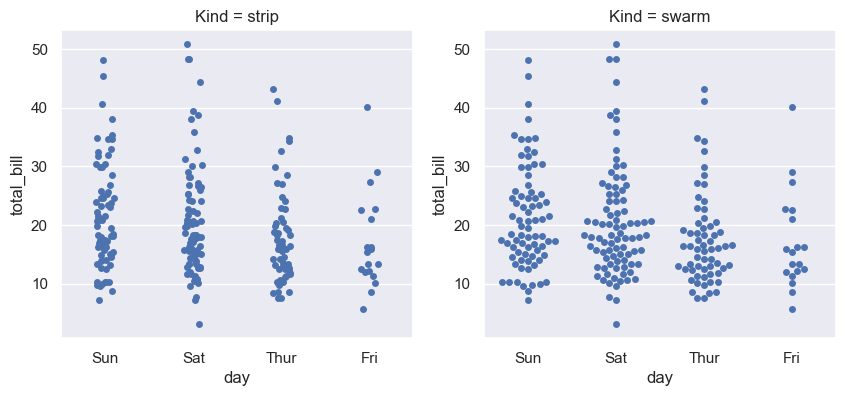 Kind = strip
total_bill
50
40
30
20
10
Sun Sat Thur Fri
day
Kind = swarm
total_bill
50
40
30
20
10
Sun Sat Thur Fri
day